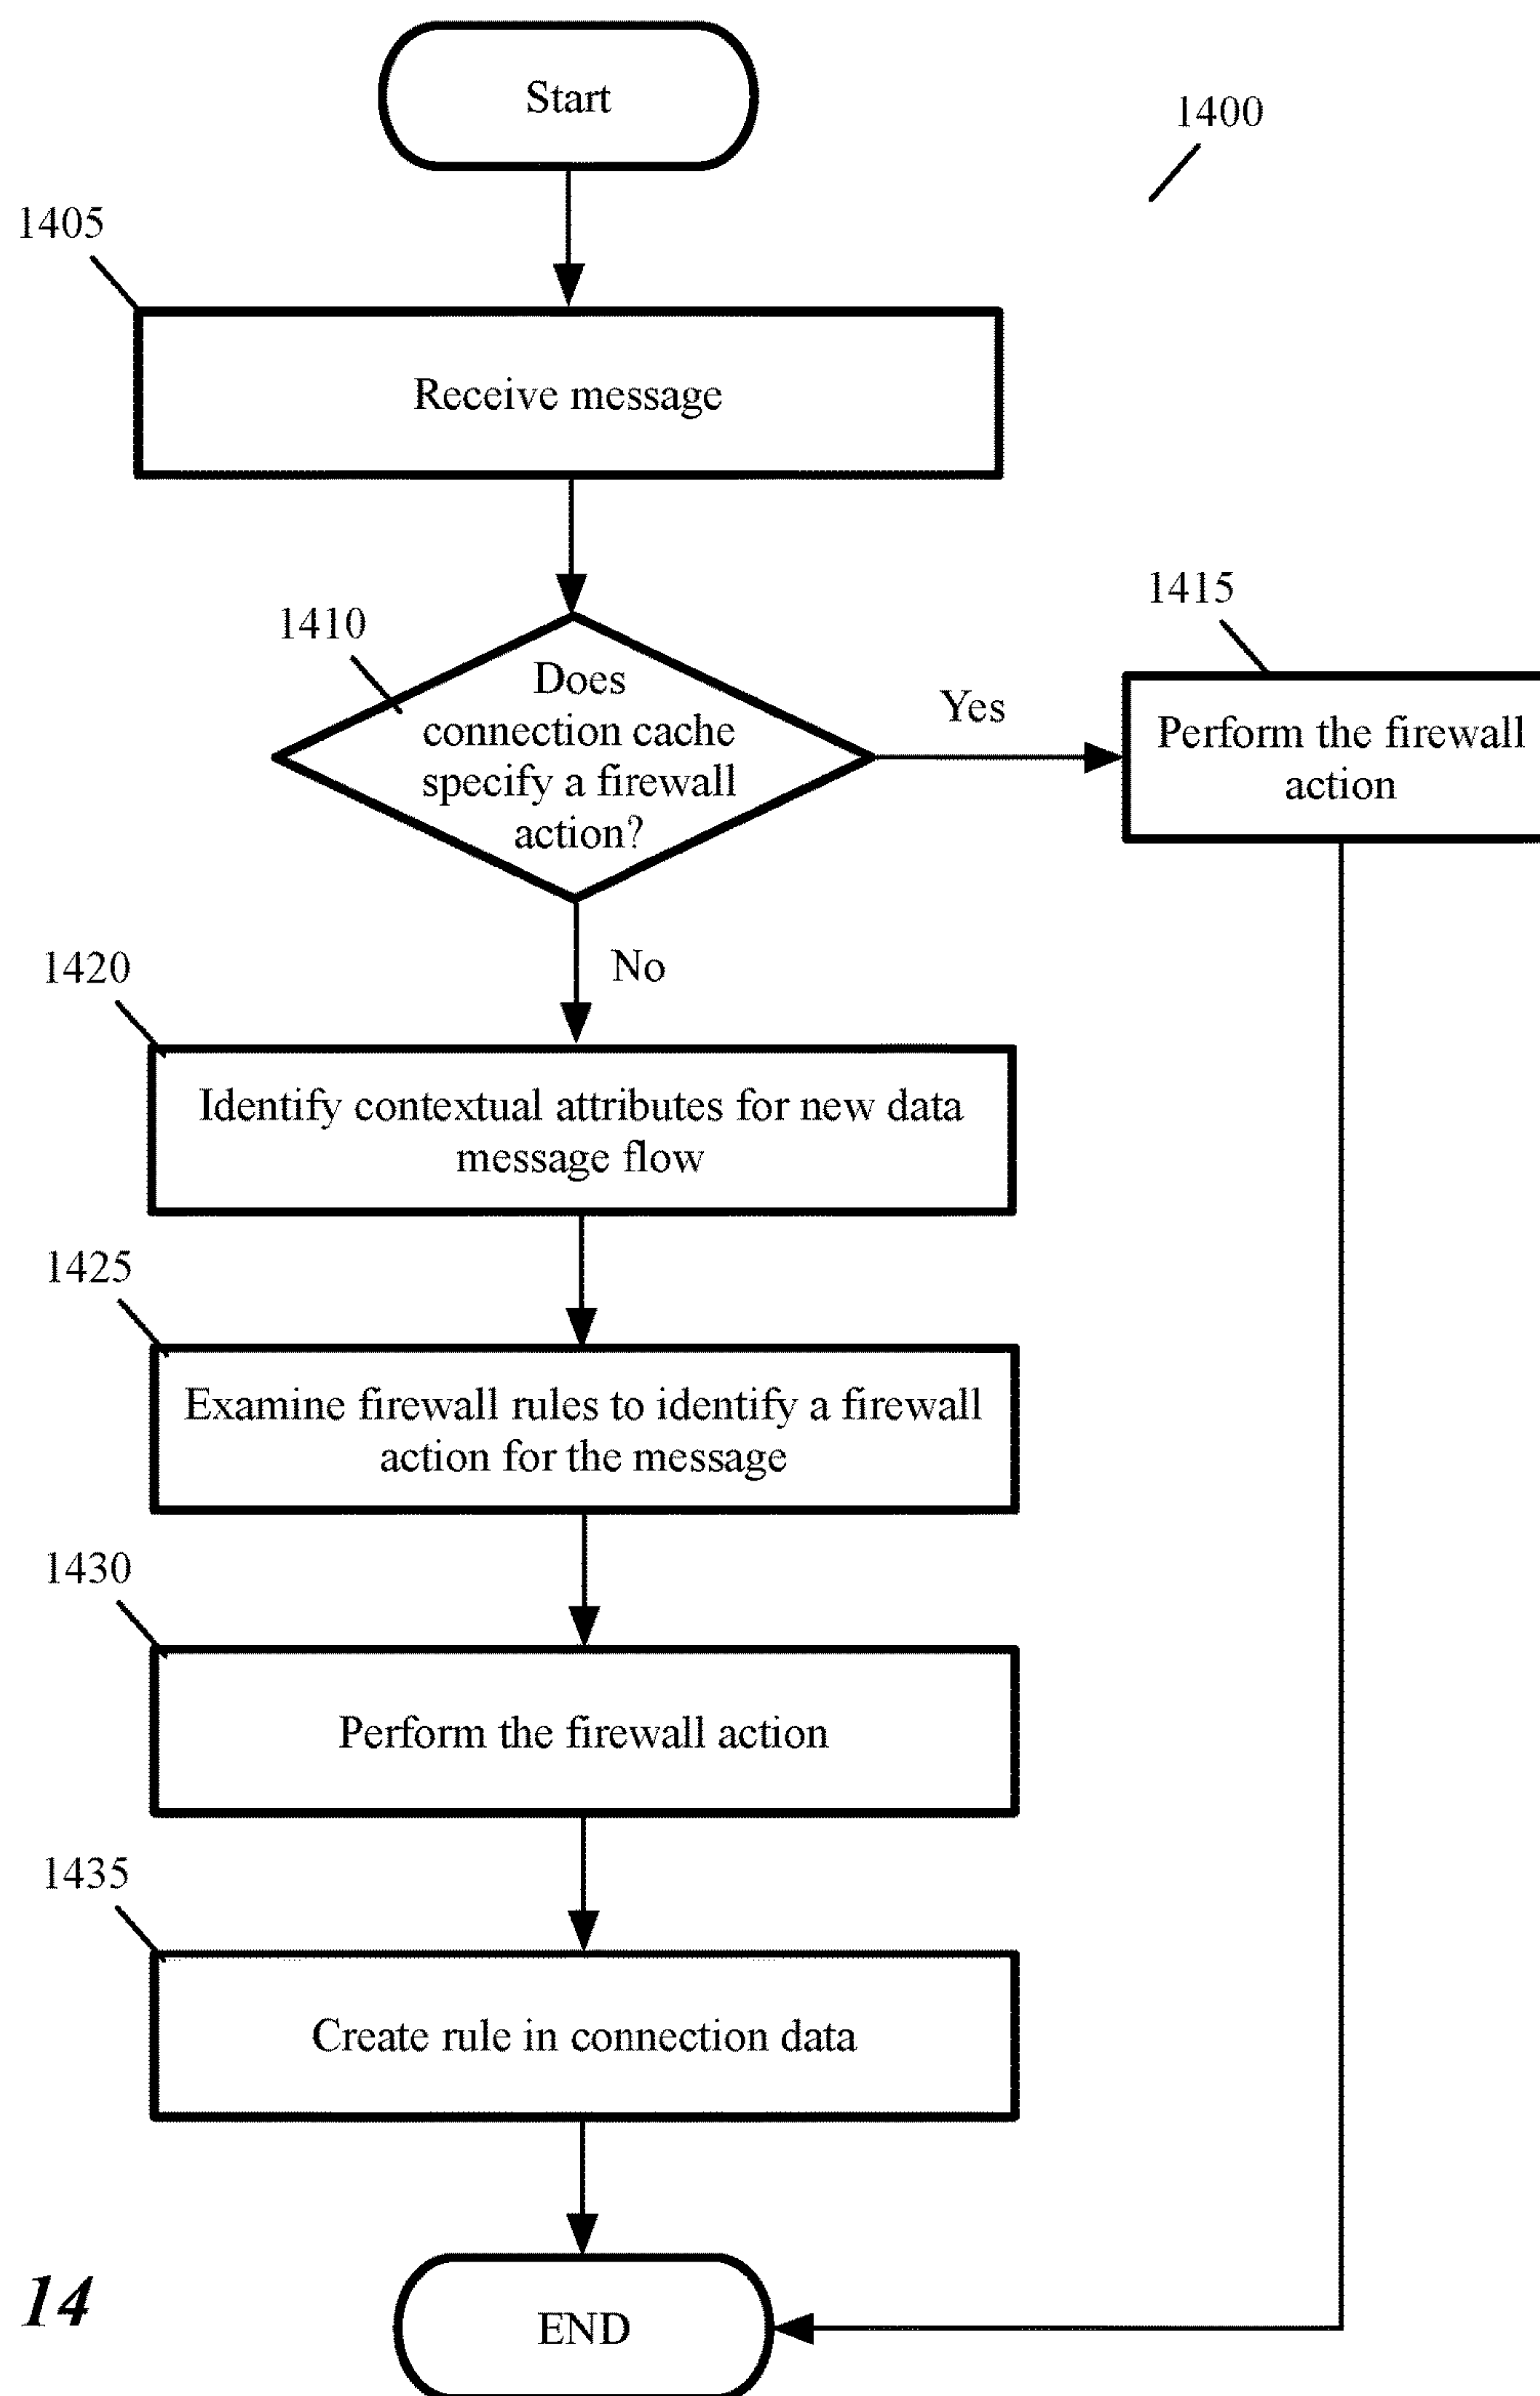 Start
1400
1405
Receive message
1410
Does
connection cache
specify a firewall
action?
Yes
1415
Perform the firewall
action
No
1420
Identify contextual attributes for new data
message flow
1425
Examine firewall rules to identify a firewall
action for the message
1430
Perform the firewall action
1435
Create rule in connection data
END
14